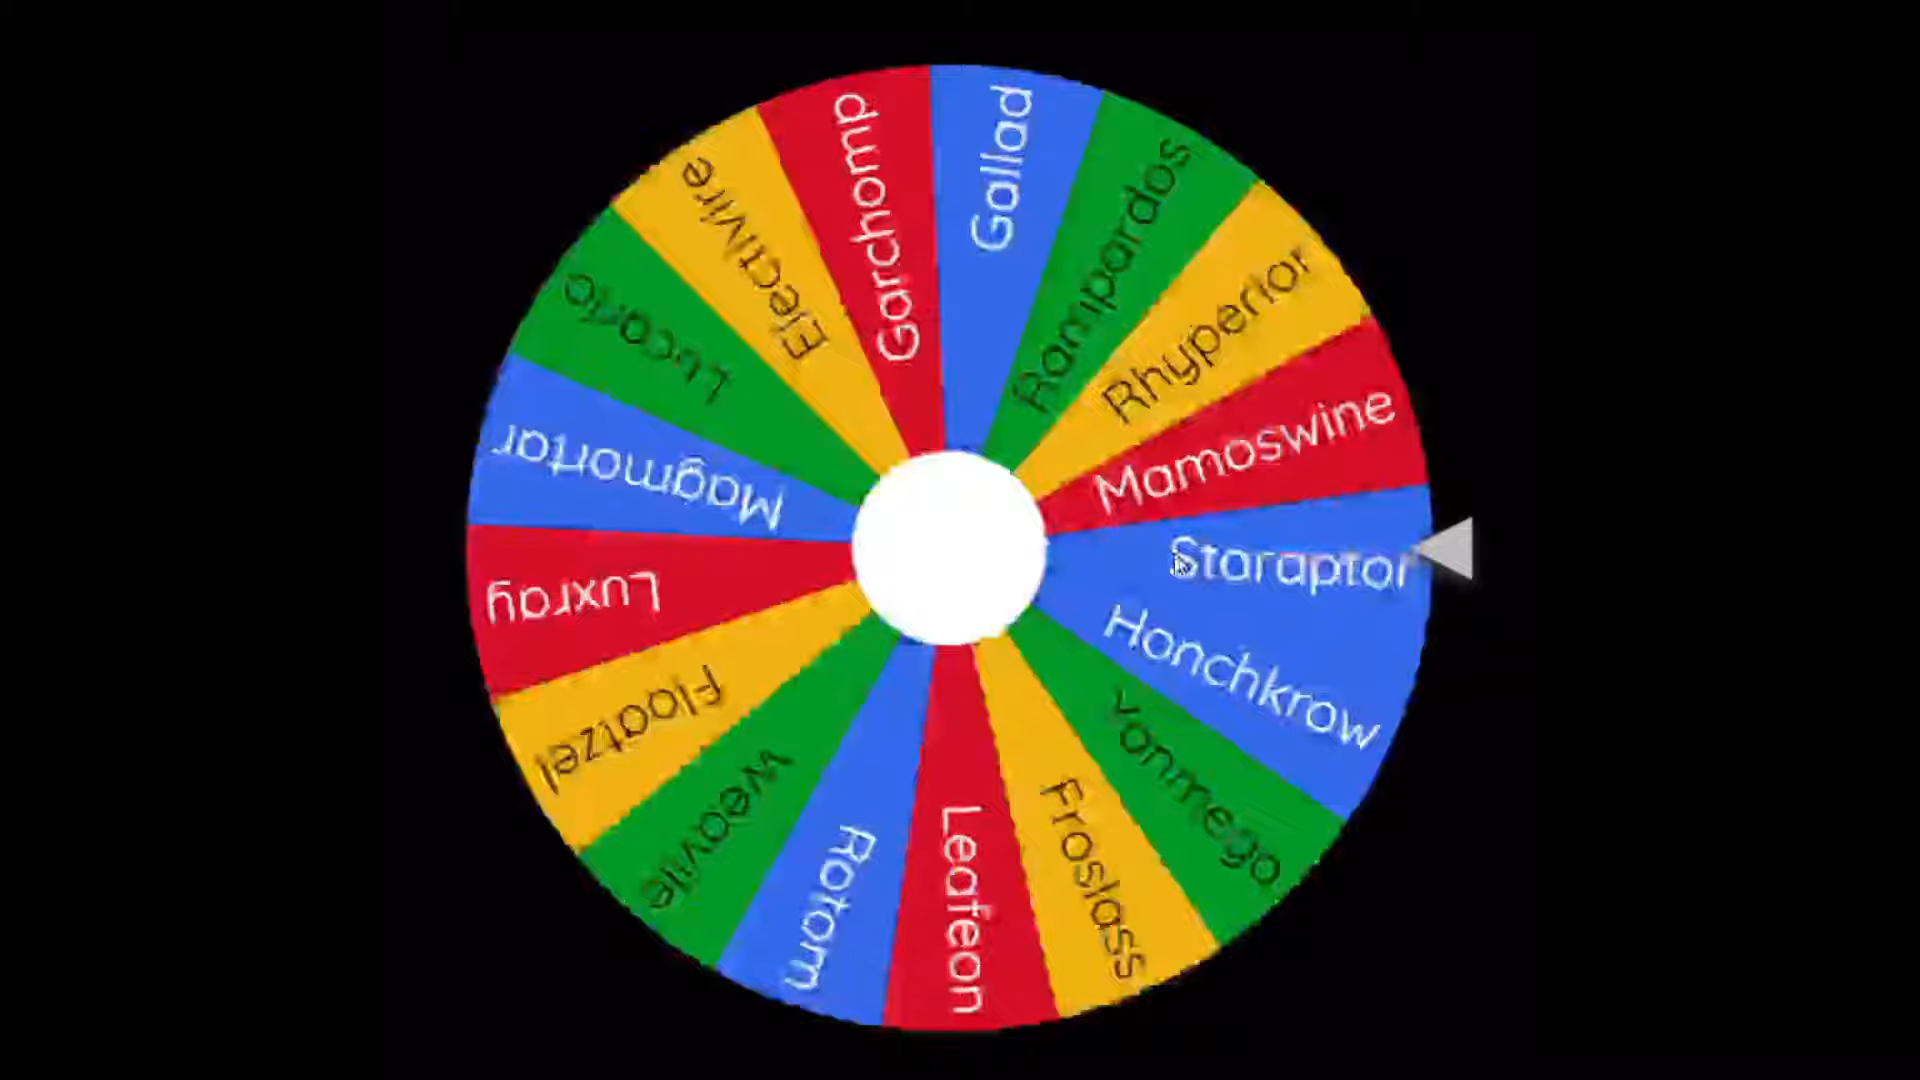 Gallad
Rampardos
Rhyperior
Mamoswine
Staraptor
Honchkrow
Yanmega
Froslass
Leafeon
Rotom
Weavile
Floatzel
Luxray
Magmortar
Lucario
Electivire
Garchomp